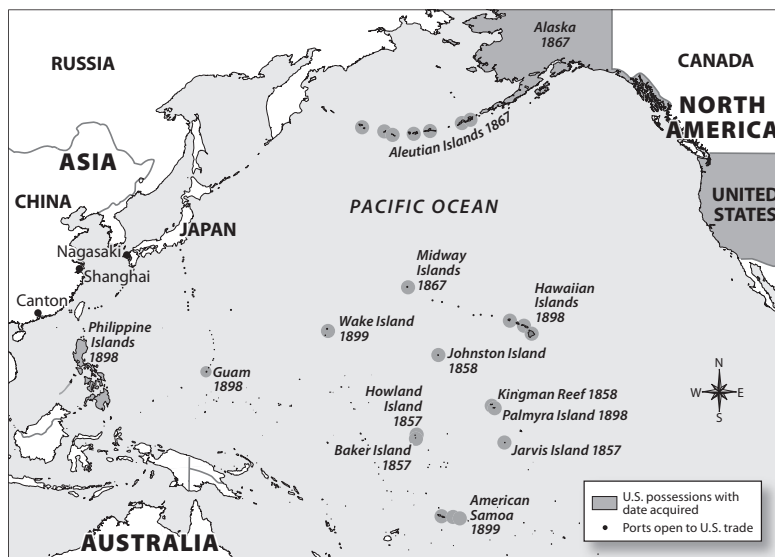 Alaska
1867
RUSSIA
CANADA
NORTH
AMERICA
Aleutian Islands 1867
ASIA
CHINA
UNITED
STATES
PACIFIC OCEAN
JAPAN
Nagasaki
Shanghai
Midway
Islands
1867
Hawaiian
Islands
1898
Canton
Philippine
Islands
1898
Wake Island
1899
Johnston Island
1858
Guam
1898
Howland
Island
1857
Kingman Reef 1858
Palmyra Island 1898
N
W E
S
Baker Island
1857
Jarvis Island 1857
American
Samoa
1899
AUSTRALIA
U.S. possessions with
date acquired
Ports open to U.S. trade